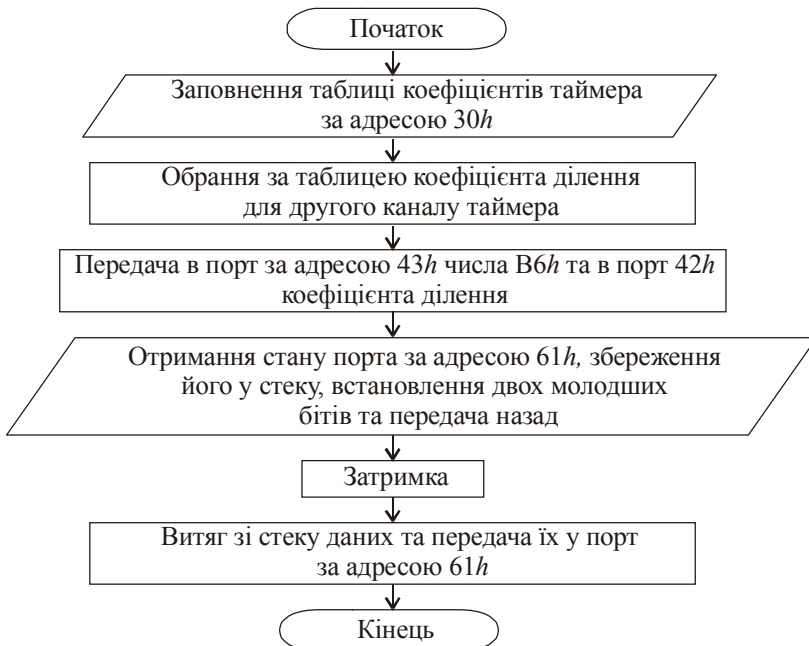 Початок
Заповнення таблиці коефіцієнтів таймера
за адресою 30h
Обрання за таблицею коефіцієнта ділення
для другого каналу таймера
Передача в порт за адресою 43h числа B6h та в порт 42h
коефіцієнта ділення
Отримання стану порта за адресою 61h, збереження
його у стеку, встановлення двох молодших
бітів та передача назад
Затримка
Витяг зі стеку даних та передача їх у порт
за адресою 61h
Кінець